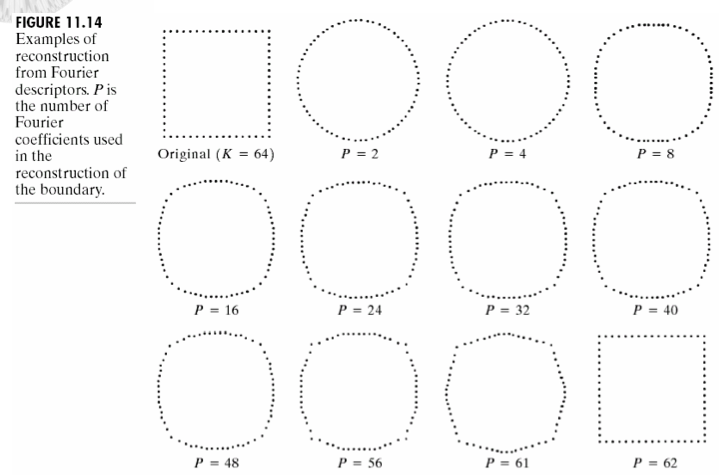 FIGURE 11.14
Examples of
reconstruction
from Fourier
descriptors. P is
the number of
Fourier
coefficients used
in the
reconstruction of
the boundary.
Original (K = 64)
P = 2
P = 4
P = 8
P = 16
P = 24
P = 32
P = 40
P = 48
P = 56
P = 61
P = 62